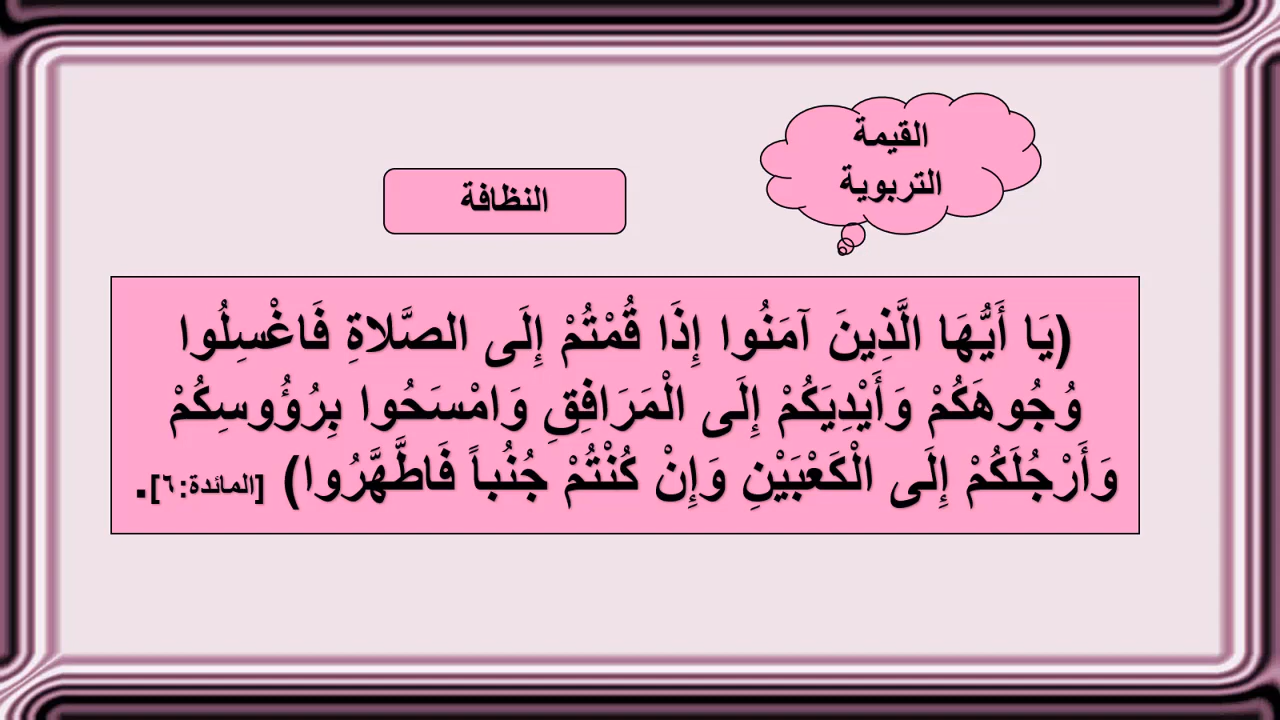 القيمة
التربوية
النظافة
(يَا أَيُّهَا الَّذِينَ آمَنُوا إِذَا قُمْتُمْ إِلَى الصَّلاةِ فَاغْسِلُوا
وُجُوهَكُمْ وَأَيْدِيَكُمْ إِلَى الْمَرَافِقِ وَامْسَحُوا بِرُؤُوسِكُمْ
وَأَرْجُلَكُمْ إِلَى الْكَعْبَيْنِ وَإِنْ كُنْتُمْ جُنُباً فَاطَّهَّرُوا) [المائدة:٦].